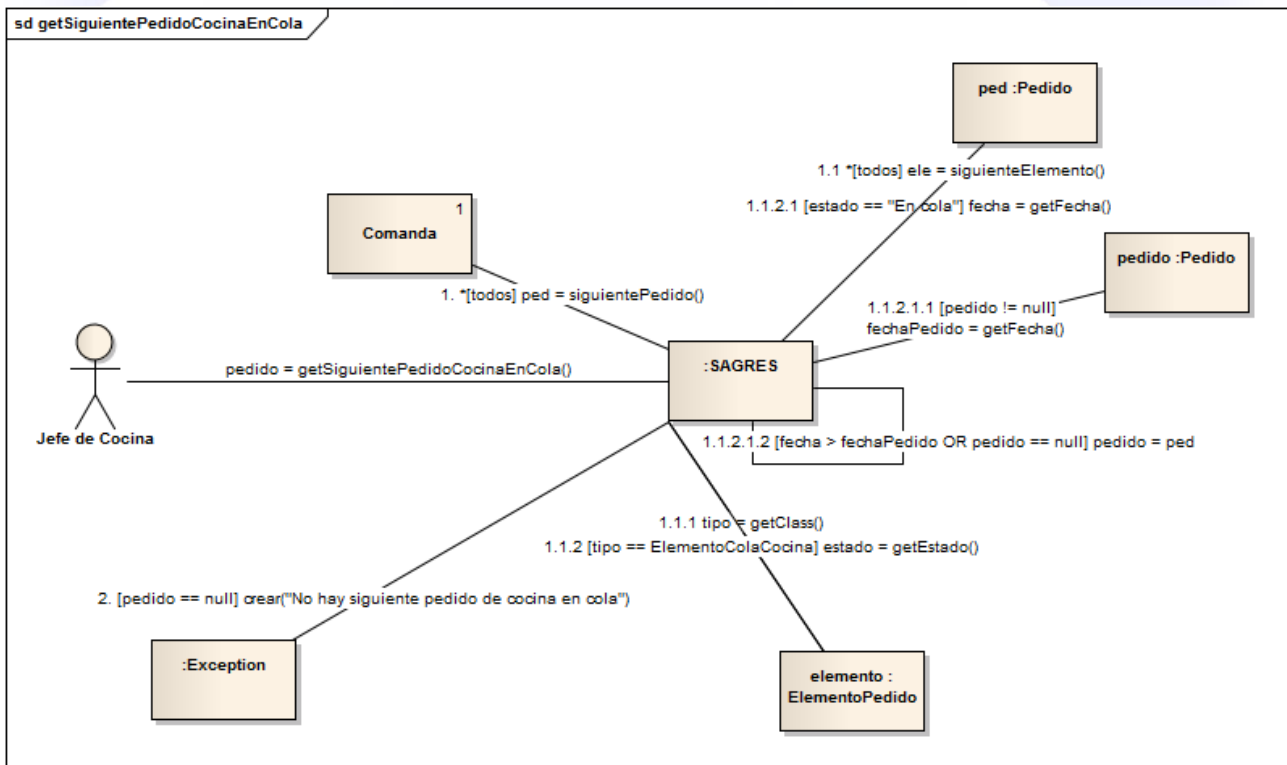 sd getSiguientePedidoCocinaEnCola
ped :Pedido
1.1 *[todos] ele = siguienteElemento()
1.1.2.1 [estado == "En cola"] fecha = getFecha()
1
Comanda
pedido :Pedido
1. *[todos] ped = siguientePedido()
1.1.2.1.1 [pedido != null]
fechaPedido = getFecha()
:SAGRES
pedido = getSiguientePedidoCocinaEnCola()
Jefe de Cocina
1.1.2.1.2 [fecha > fechaPedido OR pedido == null] pedido = ped
1.1.1 tipo = getClass()
1.1.2 [tipo == ElementoColaCocina] estado = getEstado()
2. [pedido == null] crear("No hay siguiente pedido de cocina en cola")
:Exception
elemento :
ElementoPedido